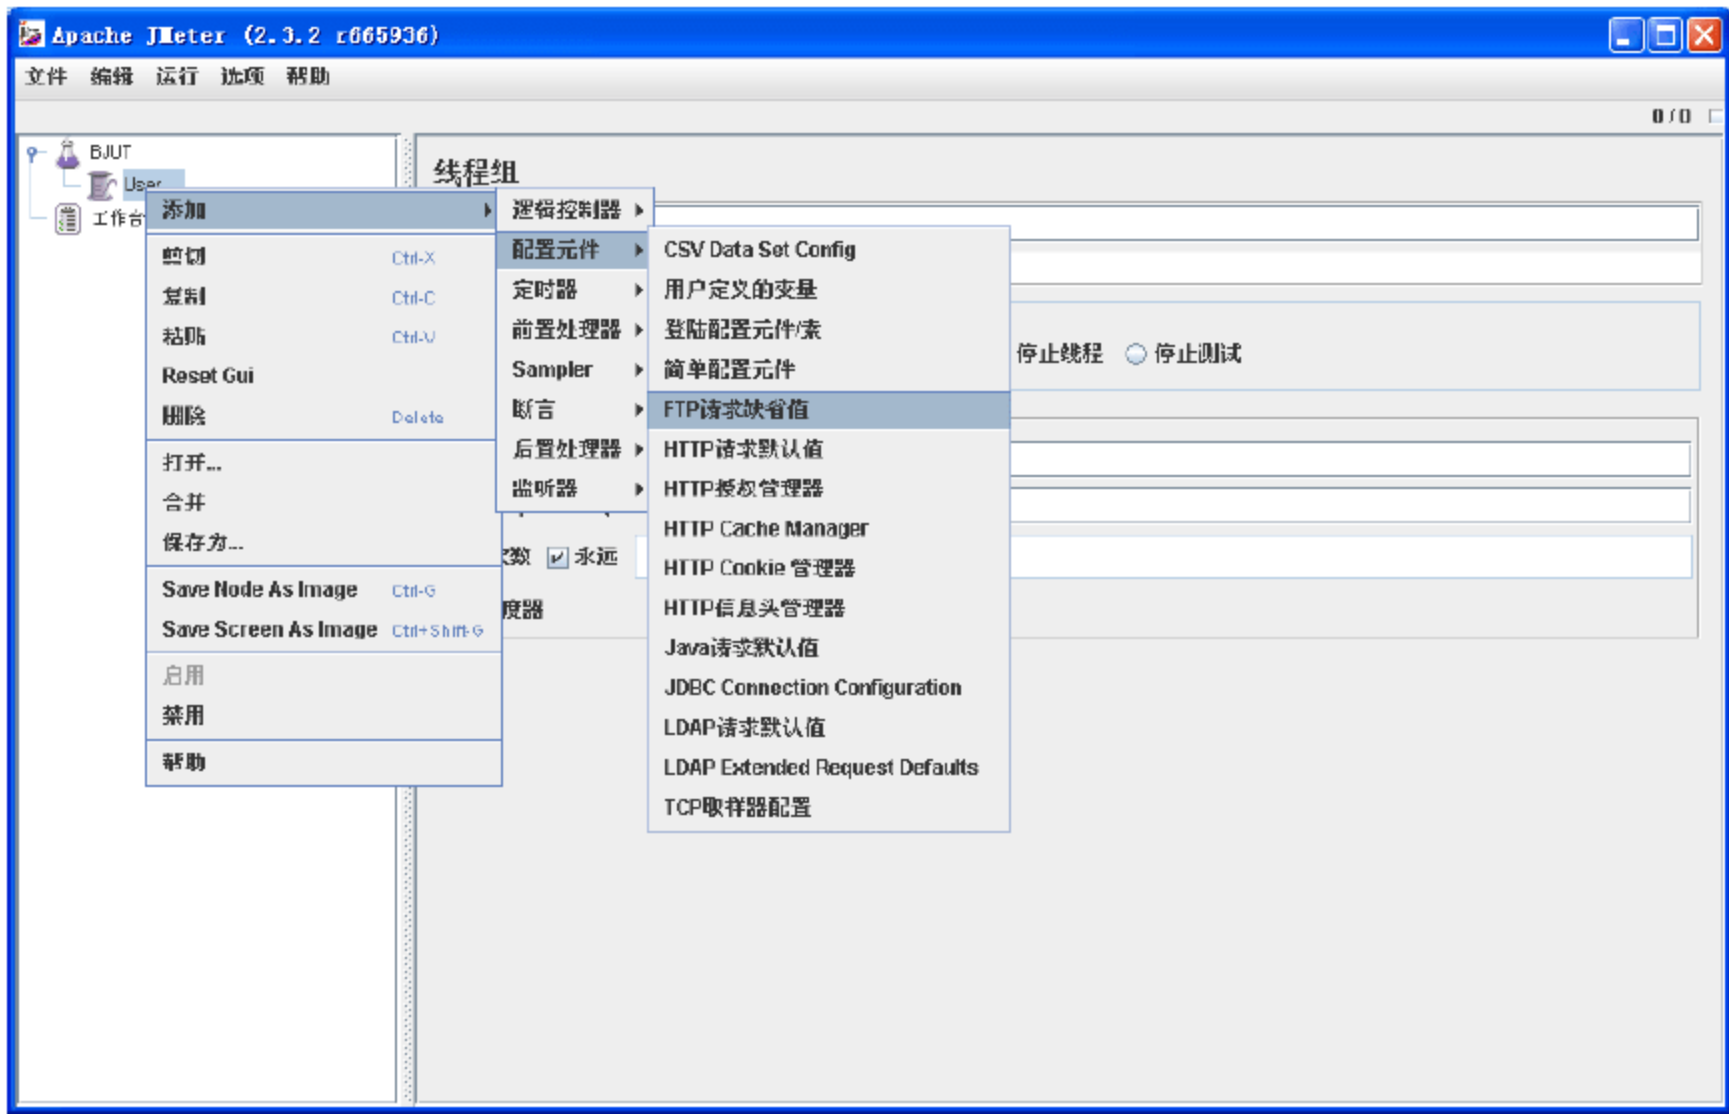 Apache JMeter (2.3.2 r665936)
文件 编辑 运行 选项 帮助
0 / 0
BJUT
User
工作台
线程组
添加
剪切 Ctrl-X
复制 Ctrl-C
粘贴 Ctrl-V
Reset Gui
删除 Delete
打开...
合并
保存为...
Save Node As Image Ctrl-G
Save Screen As Image Ctrl+Shift-G
启用
禁用
帮助
逻辑控制器
配置元件
定时器
前置处理器
Sampler
断言
后置处理器
监听器
CSV Data Set Config
用户定义的变量
登陆配置元件/素
简单配置元件
FTP请求缺省值
HTTP请求默认值
HTTP授权管理器
HTTP Cache Manager
HTTP Cookie 管理器
HTTP信息头管理器
Java请求默认值
JDBC Connection Configuration
LDAP请求默认值
LDAP Extended Request Defaults
TCP取样器配置
停止线程 停止测试
次数 永远
度器